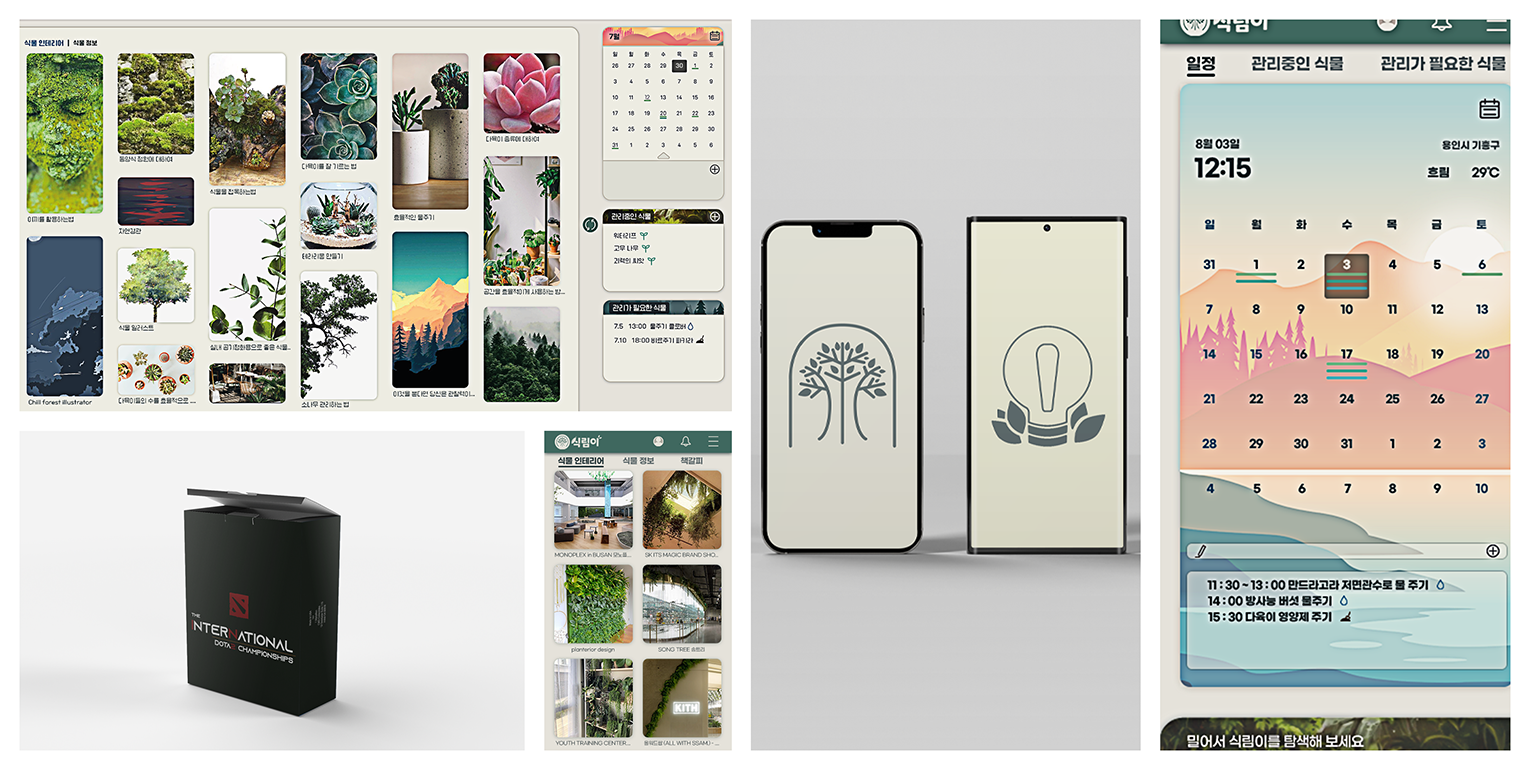 식물 인테리어 | 식물 정보
이끼를 활용하는법
Chill forest illustrator
동양식 정원에 대하여
자연경관
식물 일러스트
다육이들의 수를 효율적으로 ...
식물을 접목하는법
실내 공기정화용으로 좋은 식물..
다육이를 잘 가르는 법
테라리움 만들기
소나무 관리하는 법
효율적인 물주기
이것을 봤다면 당신은 관찰력이...
다육이 종류에 대하여
공간을 효율적이게 사용하는 방...
7월
일 월 화 수 목 금 토
26 27 28 29 30 1 2
3 4 5 6 7 8 9
10 11 12 13 14 15 16
17 18 19 20 21 22 23
24 25 26 27 28 29 30
31 1 2 3 4 5 6
관리중인 식물
워터리프
고무 나무
괴력의 씨앗
관리가 필요한 식물
7.5 13:00 물주기 클로버
7.10 18:00 비료주기 파키라
THE
INTERNATIONAL
DOTA2 CHAMPIONSHIPS
식림이
식물 인테리어 식물 정보 책갈피
MONOPLEX in BUSAN 모노플...
SK ITS MAGIC BRAND SHO...
planterior design
SONG TREE 송트리
YOUTH TRAINING CENTER...
(ALL WITH SSAM.) - ...
KITH
식림이
일정 관리중인 식물 관리가 필요한 식물
8월 03일 용인시 기흥구
12:15 흐림 29℃
일 월 화 수 목 금 토
31 1 2 3 4 5 6
7 8 9 10 11 12 13
14 15 16 17 18 19 20
21 22 23 24 25 26 27
28 29 30 31 1 2 3
4 5 6 7 8 9 10
11 : 30 ~ 13 : 00 만드라고라 저면관수로 물 주기
14 : 00 방사능 버섯 물주기
15 : 30 다육이 영양제 주기
밀어서 식림이를 탐색해 보세요